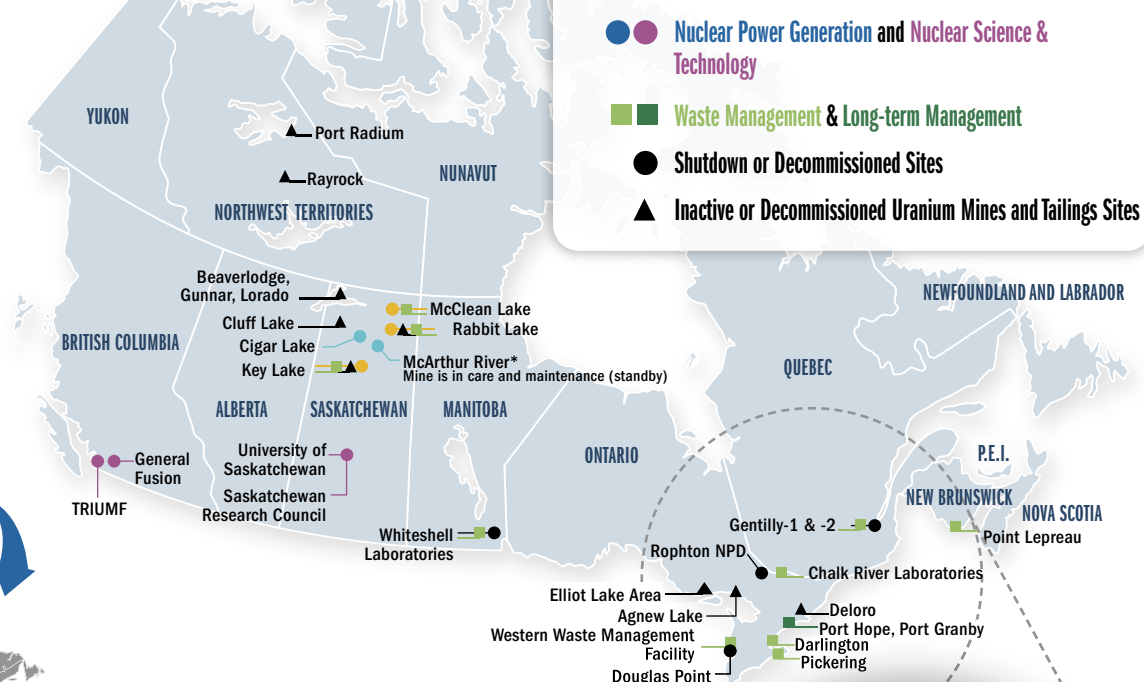 Nuclear Power Generation and Nuclear Science &
Technology
Waste Management & Long-term Management
Shutdown or Decommissioned Sites
Inactive or Decommissioned Uranium Mines and Tailings Sites
YUKON
Port Radium
Rayrock
NUNAVUT
NORTHWEST TERRITORIES
Beaverlodge,
Gunnar, Lorado
McClean Lake
Cluff Lake
Rabbit Lake
Cigar Lake
McArthur River*
Mine is in care and maintenance (standby)
Key Lake
BRITISH COLUMBIA
ALBERTA
SASKATCHEWAN
MANITOBA
ONTARIO
QUEBEC
NEWFOUNDLAND AND LABRADOR
P.E.I.
NEW BRUNSWICK
NOVA SCOTIA
General
Fusion
TRIUMF
University of
Saskatchewan
Saskatchewan
Research Council
Whiteshell
Laboratories
Gentilly-1 & -2
Point Lepreau
Rophton NPD
Chalk River Laboratories
Elliot Lake Area
Agnew Lake
Deloro
Port Hope, Port Granby
Western Waste Management
Facility
Darlington
Pickering
Douglas Point